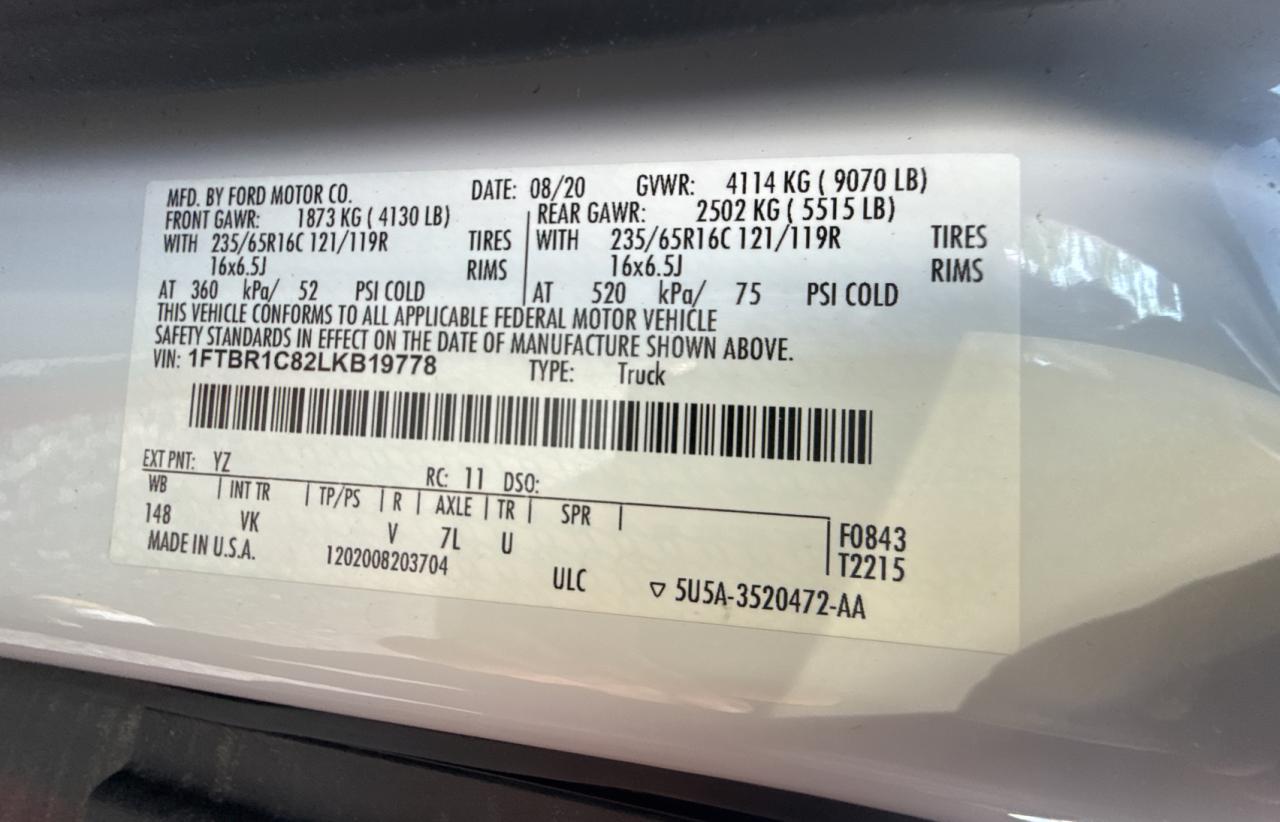 MFD. BY FORD MOTOR CO. DATE: 08/20 GVWR: 4114 KG ( 9070 LB)
FRONT GAWR: 1873 KG ( 4130 LB) REAR GAWR: 2502 KG ( 5515 LB)
WITH 235/65R16C 121/119R TIRES WITH 235/65R16C 121/119R TIRES
16x6.5J RIMS 16x6.5J RIMS
AT 360 kPa/ 52 PSI COLD AT 520 kPa/ 75 PSI COLD
THIS VEHICLE CONFORMS TO ALL APPLICABLE FEDERAL MOTOR VEHICLE
SAFETY STANDARDS IN EFFECT ON THE DATE OF MANUFACTURE SHOWN ABOVE.
VIN: 1FTBR1C82LKB19778 TYPE: Truck
EXT PNT: YZ RC: 11 DSO:
WB INT TR TP/PS R AXLE TR SPR
148 VK V 7L U F0843
T2215
MADE IN U.S.A. 1202008203704 ULC ▽ 5U5A-3520472-AA